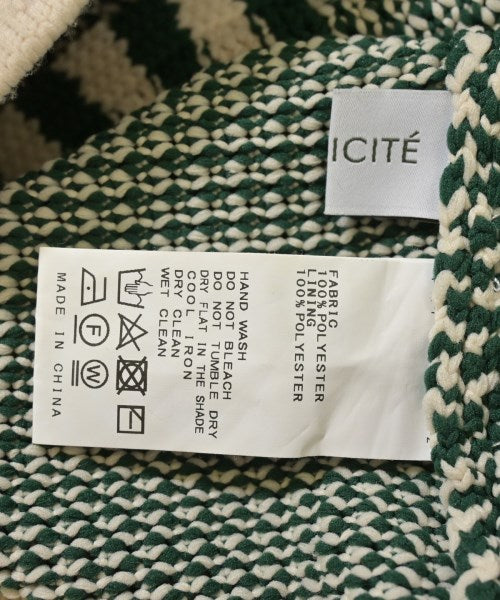 ICITÉ
FABRIC
100%POLYESTER
LINING
100%POLYESTER
HAND WASH
DO NOT BLEACH
DO NOT TUMBLE DRY
DRY FLAT IN THE SHADE
COOL IRON
DRY CLEAN
WET CLEAN
F
W
MADE IN CHINA